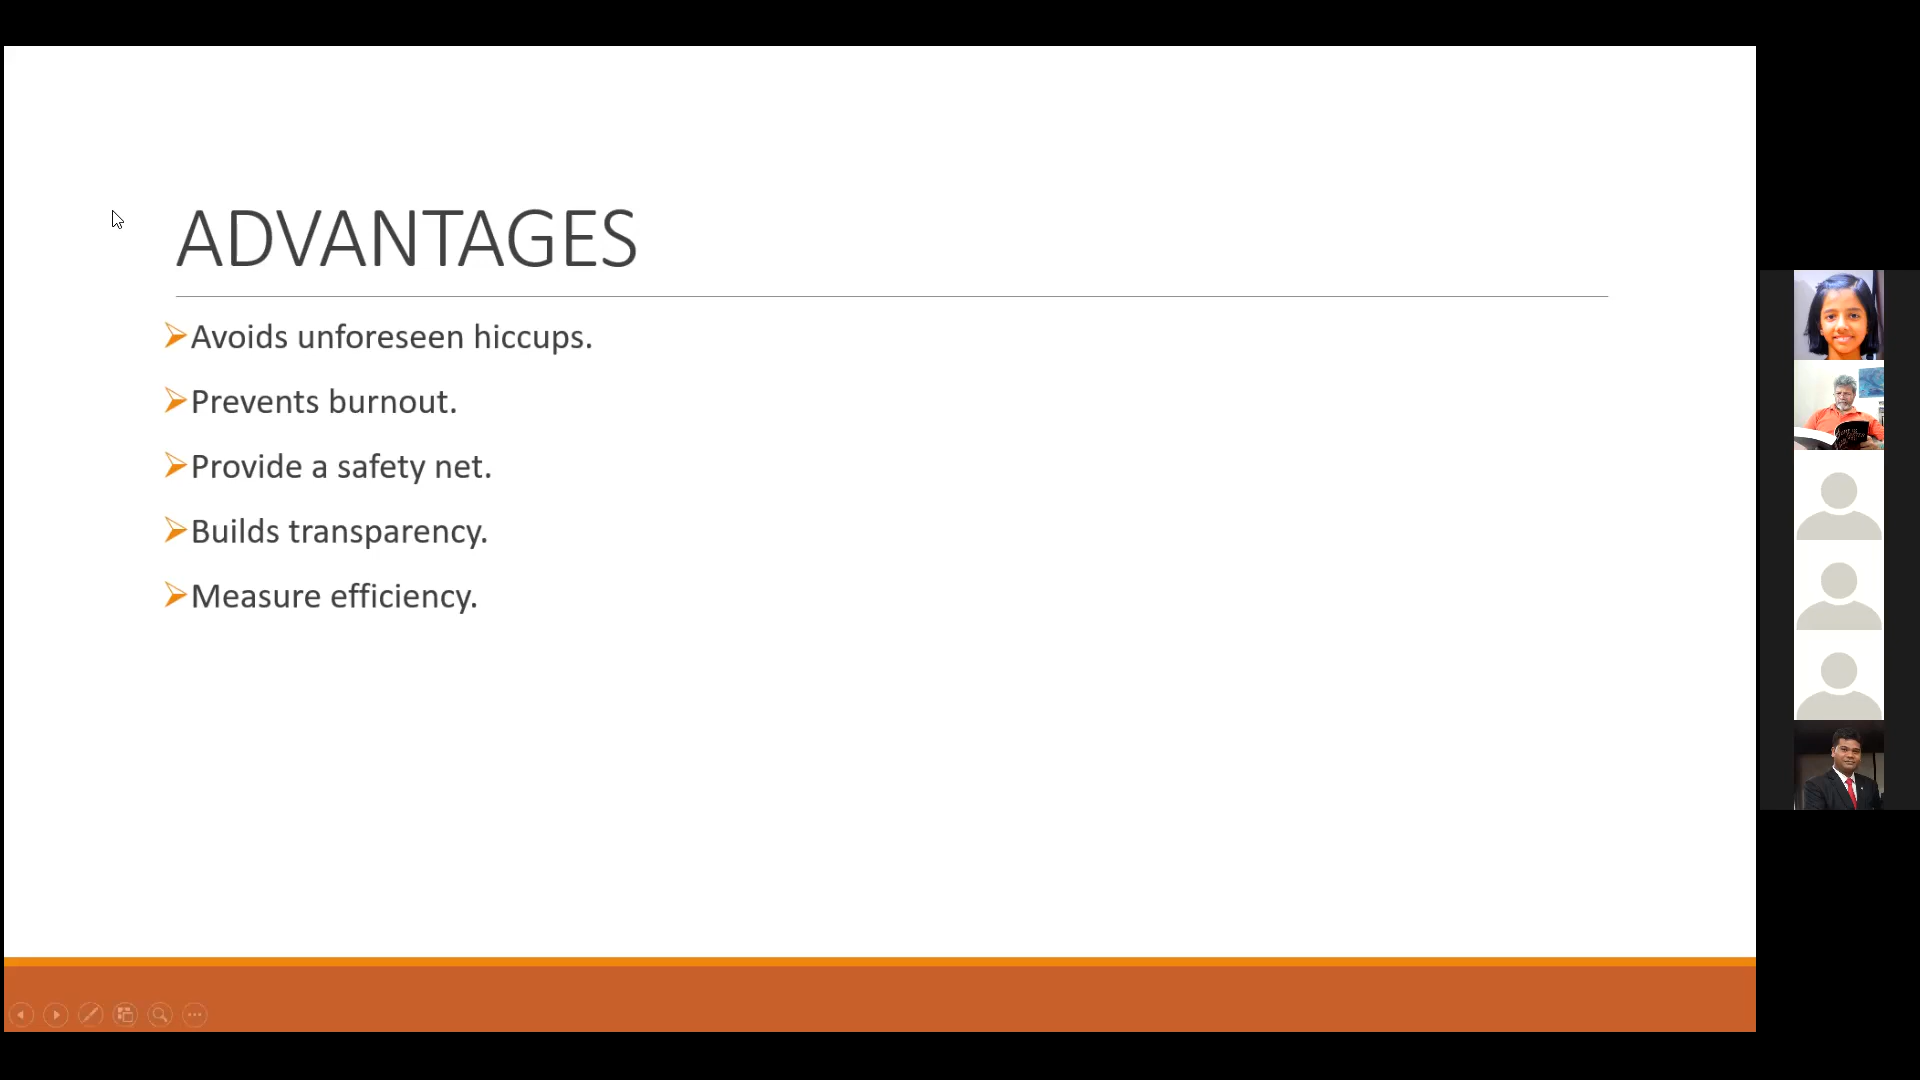 ADVANTAGES
Avoids unforeseen hiccups.
Prevents burnout.
Provide a safety net.
Builds transparency.
Measure efficiency.